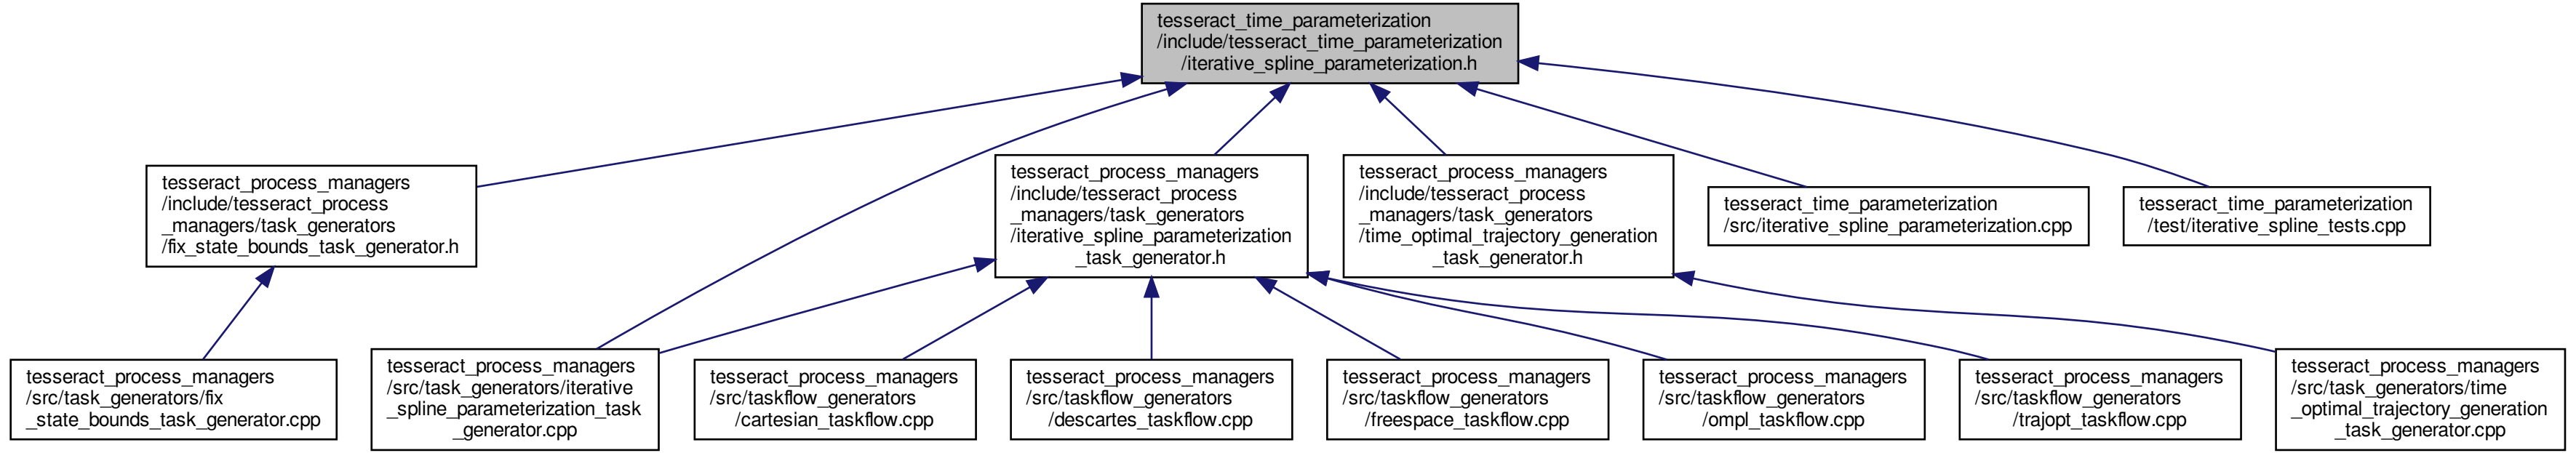 tesseract_time_parameterization
/include/tesseract_time_parameterization
/iterative_spline_parameterization.h
tesseract_process_managers
/include/tesseract_process
_managers/task_generators
/fix_state_bounds_task_generator.h
tesseract_process_managers
/include/tesseract_process
_managers/task_generators
/iterative_spline_parameterization
_task_generator.h
tesseract_process_managers
/include/tesseract_process
_managers/task_generators
/time_optimal_trajectory_generation
_task_generator.h
tesseract_time_parameterization
/src/iterative_spline_parameterization.cpp
tesseract_time_parameterization
/test/iterative_spline_tests.cpp
tesseract_process_managers
/src/task_generators/fix
_state_bounds_task_generator.cpp
tesseract_process_managers
/src/task_generators/iterative
_spline_parameterization_task
_generator.cpp
tesseract_process_managers
/src/taskflow_generators
/cartesian_taskflow.cpp
tesseract_process_managers
/src/taskflow_generators
/descartes_taskflow.cpp
tesseract_process_managers
/src/taskflow_generators
/freespace_taskflow.cpp
tesseract_process_managers
/src/taskflow_generators
/ompl_taskflow.cpp
tesseract_process_managers
/src/taskflow_generators
/trajopt_taskflow.cpp
tesseract_process_managers
/src/task_generators/time
_optimal_trajectory_generation
_task_generator.cpp